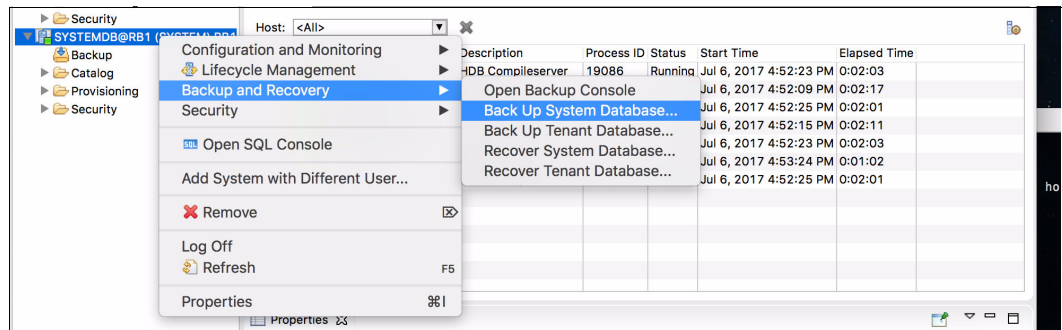 Security
Host: <All>
SYSTEMDB@RB1 (SYSTEM) RB1
Backup
Catalog
Provisioning
Security
Configuration and Monitoring
Lifecycle Management
Backup and Recovery
Security
SQL Open SQL Console
Add System with Different User...
Remove
Log Off
Refresh F5
Properties ⌘I
Description Process ID Status Start Time Elapsed Time
HDB Compileserver 19086 Running Jul 6, 2017 4:52:23 PM 0:02:03
Jul 6, 2017 4:52:09 PM 0:02:17
Jul 6, 2017 4:52:25 PM 0:02:01
Jul 6, 2017 4:52:15 PM 0:02:11
Jul 6, 2017 4:52:23 PM 0:02:03
Jul 6, 2017 4:53:24 PM 0:01:02
Jul 6, 2017 4:52:25 PM 0:02:01
Open Backup Console
Back Up System Database...
Back Up Tenant Database...
Recover System Database...
Recover Tenant Database...
ho
Properties